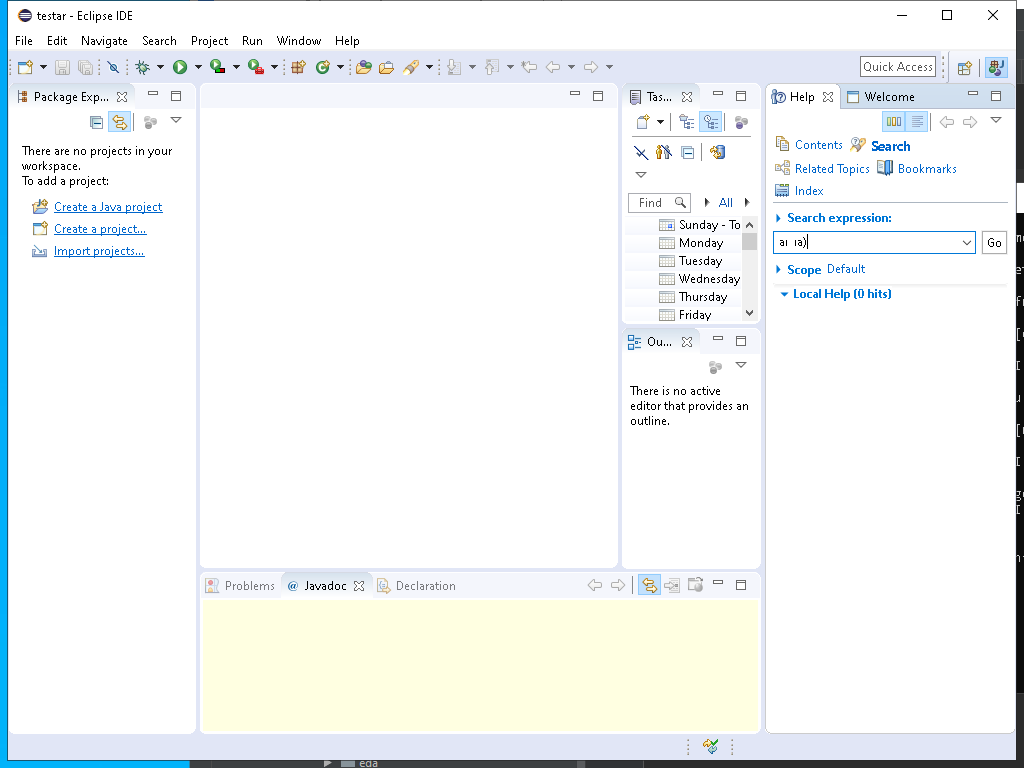 testar - Eclipse IDE
File Edit Navigate Search Project Run Window Help
Quick Access
Package Exp...
There are no projects in your
workspace.
To add a project:
Create a Java project
Create a project...
Import projects...
Tas...
Find
All
Sunday - To
Monday
Tuesday
Wednesday
Thursday
Friday
Ou...
There is no active
editor that provides an
outline.
Help
Welcome
Contents
Search
Related Topics
Bookmarks
Index
Search expression:
Go
Scope Default
Local Help (0 hits)
Problems
@ Javadoc
Declaration
eda